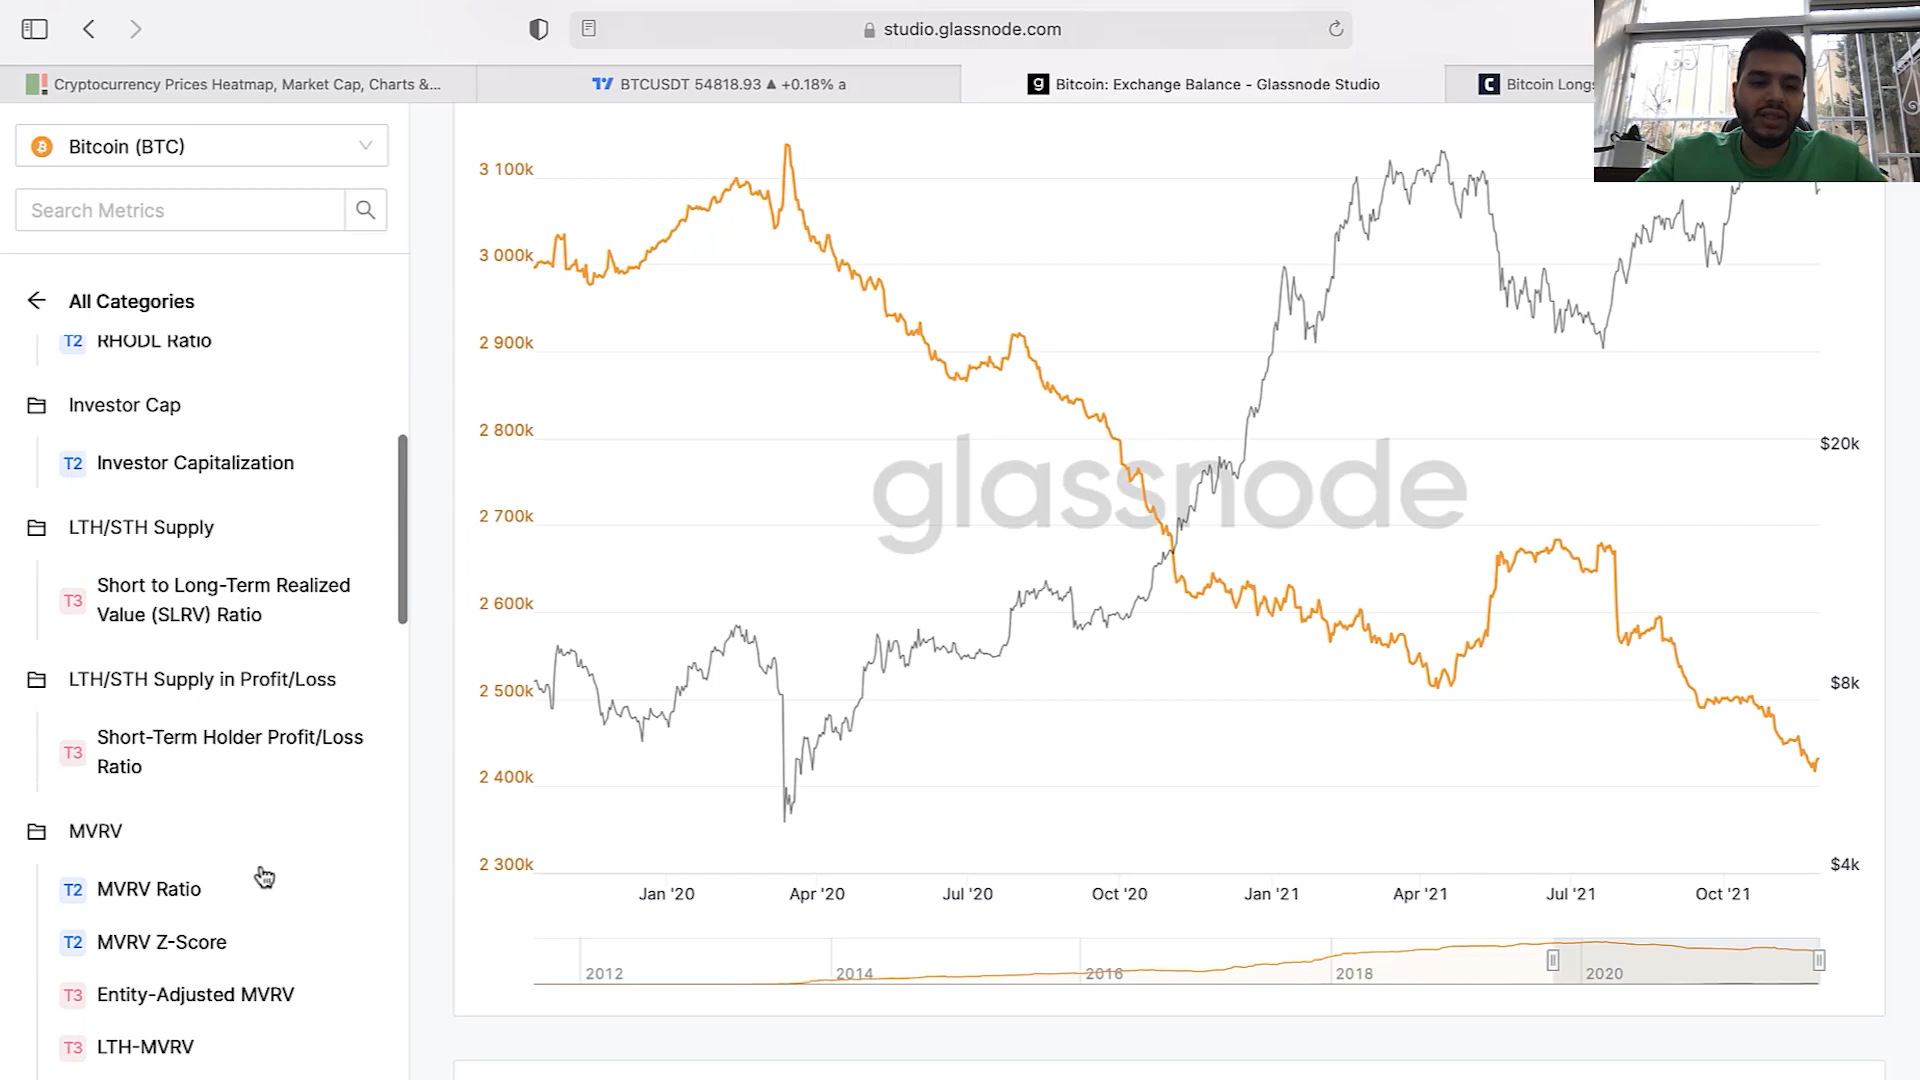 studio.glassnode.com
Cryptocurrency Prices Heatmap, Market Cap, Charts &...
BTCUSDT 54818.93 ▲ +0.18% a
g
Bitcoin: Exchange Balance - Glassnode Studio
C
Bitcoin Longs
Bitcoin (BTC)
Search Metrics
All Categories
T2 RHODL Ratio
Investor Cap
T2 Investor Capitalization
LTH/STH Supply
T3 Short to Long-Term Realized
Value (SLRV) Ratio
LTH/STH Supply in Profit/Loss
T3 Short-Term Holder Profit/Loss
Ratio
MVRV
T2 MVRV Ratio
T2 MVRV Z-Score
T3 Entity-Adjusted MVRV
T3 LTH-MVRV
3 100k
3 000k
2 900k
2 800k
2 700k
2 600k
2 500k
2 400k
2 300k
glassnode
$20k
$8k
$4k
Jan '20 Apr '20 Jul '20 Oct '20 Jan '21 Apr '21 Jul '21 Oct '21
2012 2014 2016 2018 2020